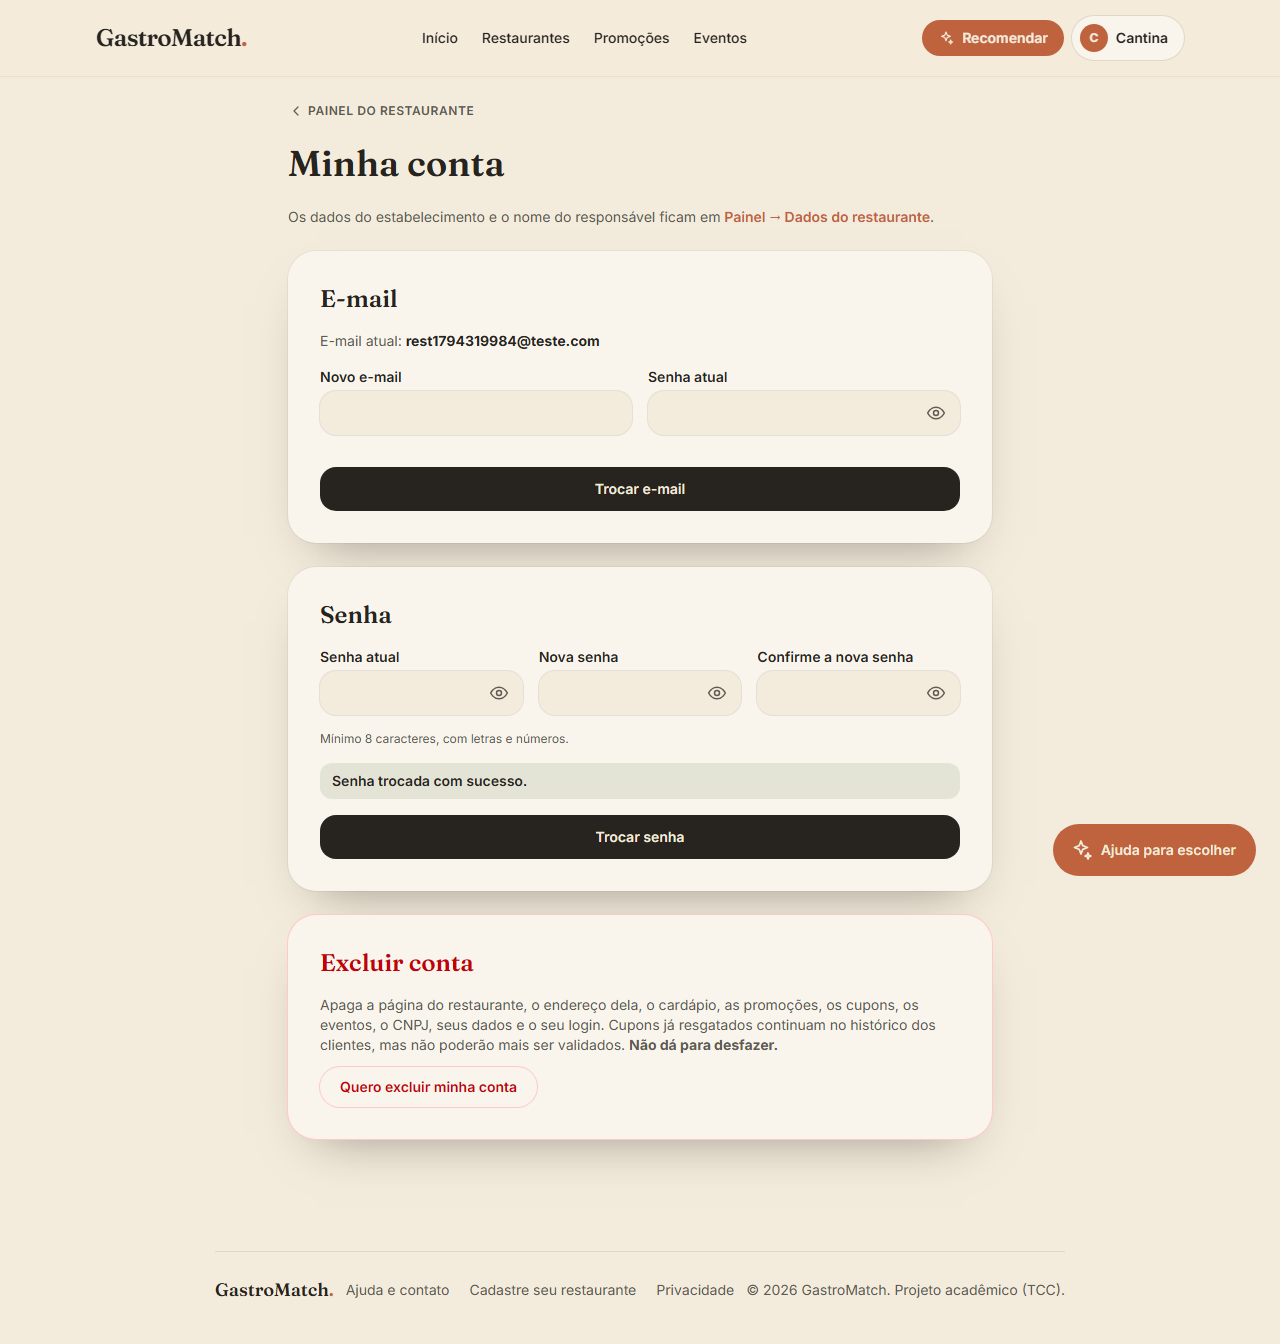 GastroMatch.
Início
Restaurantes
Promoções
Eventos
Recomendar
C
Cantina
PAINEL DO RESTAURANTE
Minha conta
Os dados do estabelecimento e o nome do responsável ficam em Painel → Dados do restaurante.
E-mail
E-mail atual: rest1794319984@teste.com
Novo e-mail
Senha atual
Trocar e-mail
Senha
Senha atual
Nova senha
Confirme a nova senha
Mínimo 8 caracteres, com letras e números.
Senha trocada com sucesso.
Trocar senha
Ajuda para escolher
Excluir conta
Apaga a página do restaurante, o endereço dela, o cardápio, as promoções, os cupons, os
eventos, o CNPJ, seus dados e o seu login. Cupons já resgatados continuam no histórico dos
clientes, mas não poderão mais ser validados. Não dá para desfazer.
Quero excluir minha conta
GastroMatch.
Ajuda e contato
Cadastre seu restaurante
Privacidade
© 2026 GastroMatch. Projeto acadêmico (TCC).